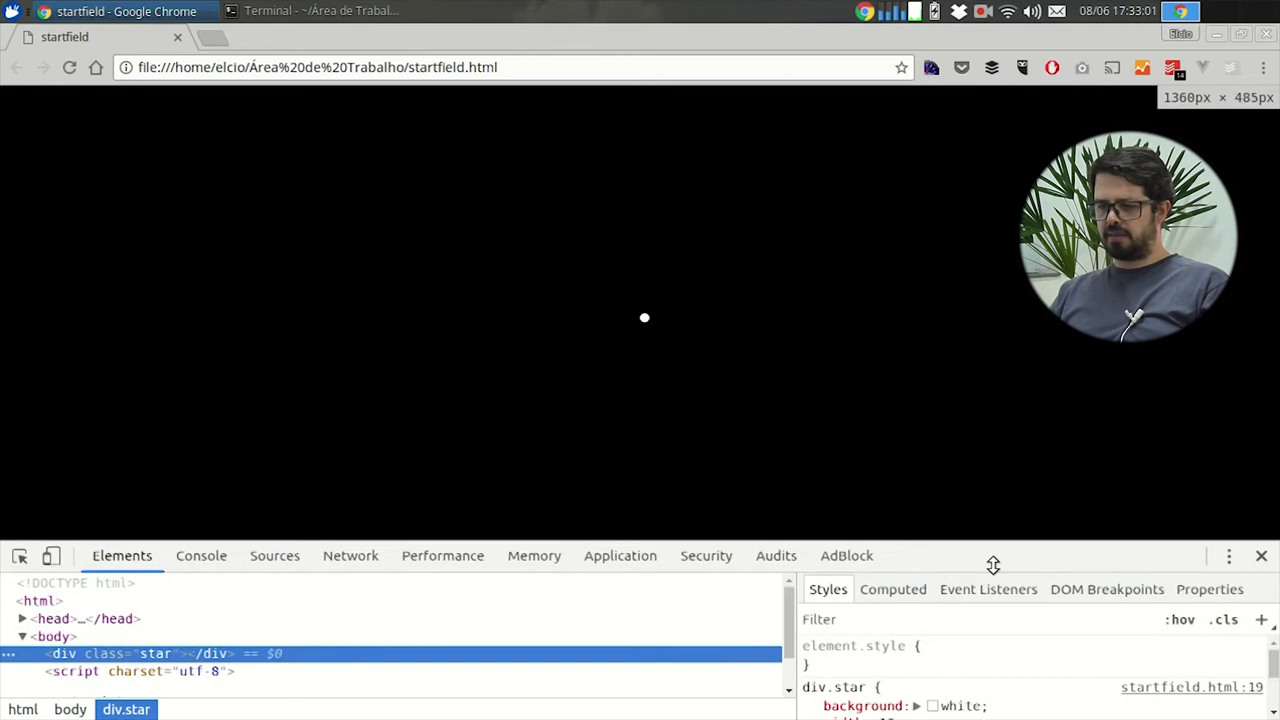 startfield - Google Chrome
Terminal - ~/Área de Trabal...
08/06 17:33:01
startfield
Elcio
file:///home/elcio/Área%20de%20Trabalho/startfield.html
14
1360px × 485px
Elements Console Sources Network Performance Memory Application Security Audits AdBlock
<!DOCTYPE html>
<html>
<head>…</head>
<body>
<div class="star"></div> == $0
<script charset="utf-8">
html body div.star
Styles Computed Event Listeners DOM Breakpoints Properties
Filter :hov .cls +
element.style {
}
div.star { startfield.html:19
background: white;